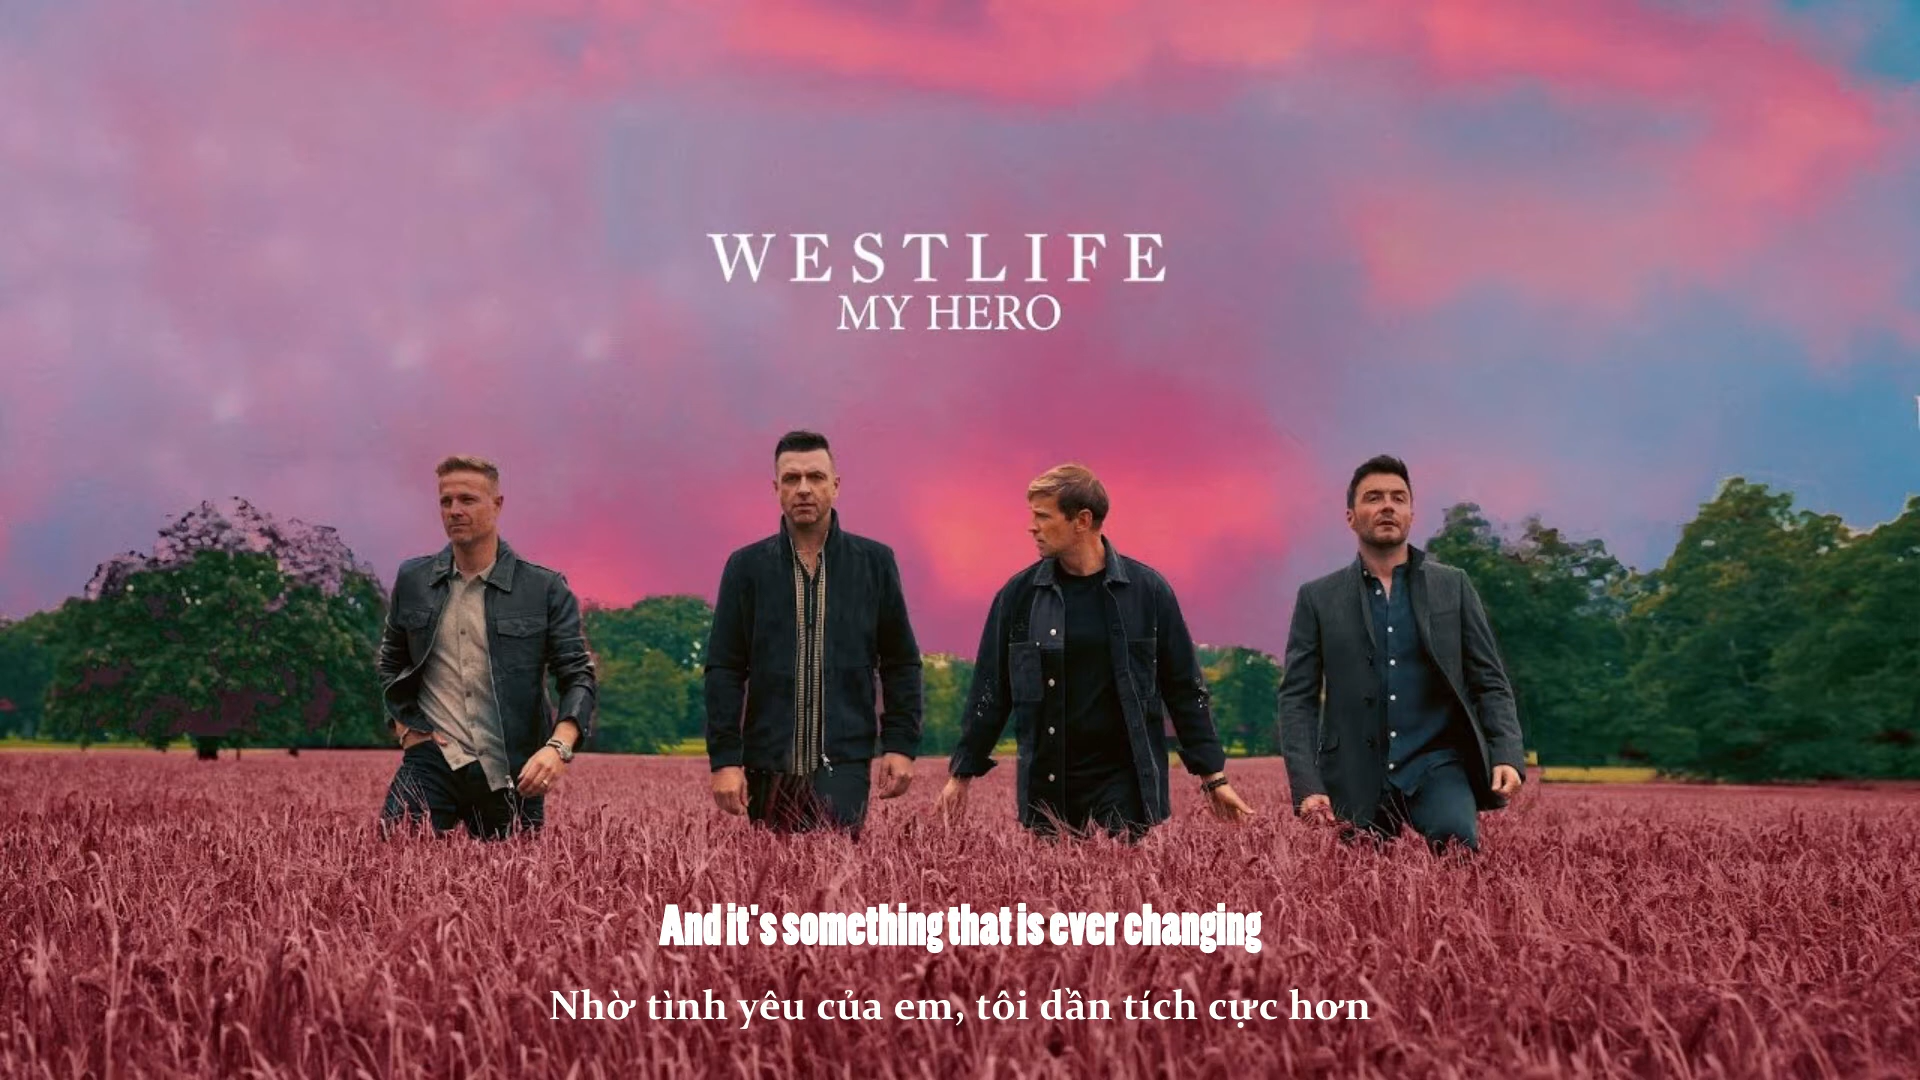 WESTLIFE
MY HERO
And it's something that is ever changing
Nhờ tình yêu của em, tôi dần tích cực hơn